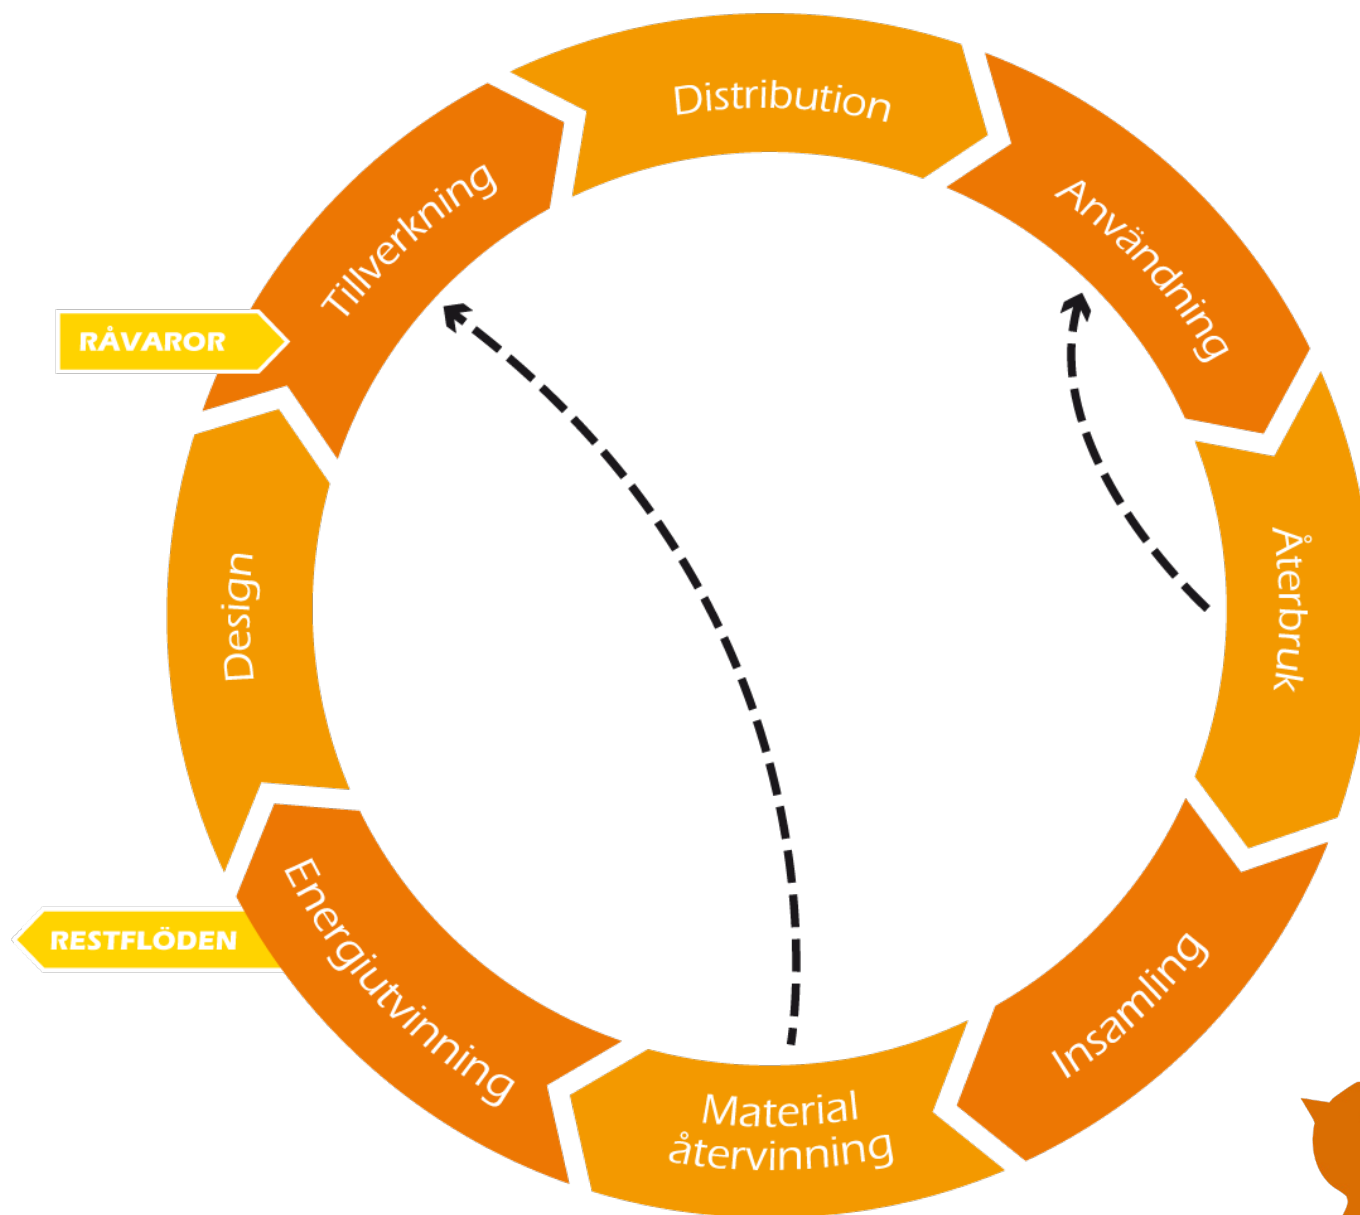 Distribution
Användning
Återbruk
Insamling
Material
återvinning
Energiutvinning
RESTFLÖDEN
Design
RÅVAROR
Tillverkning